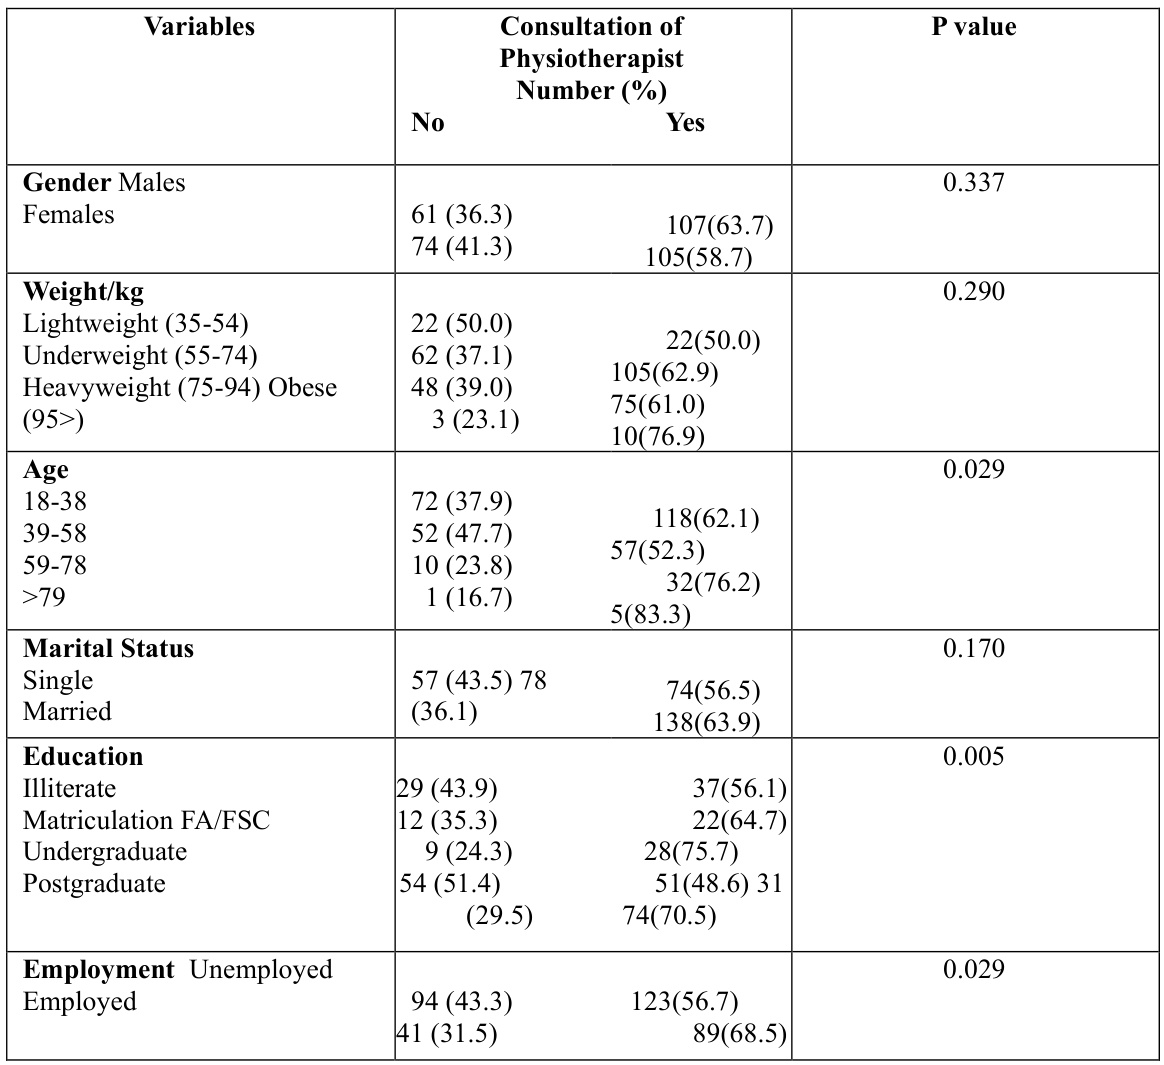 Variables
Consultation of
Physiotherapist
Number (%)
No Yes
P value
Gender Males
Females
61 (36.3)
74 (41.3)
107(63.7)
105(58.7)
0.337
Weight/kg
Lightweight (35-54)
Underweight (55-74)
Heavyweight (75-94) Obese
(95>)
22 (50.0)
62 (37.1)
48 (39.0)
3 (23.1)
22(50.0)
105(62.9)
75(61.0)
10(76.9)
0.290
Age
18-38
39-58
59-78
>79
72 (37.9)
52 (47.7)
10 (23.8)
1 (16.7)
118(62.1)
57(52.3)
32(76.2)
5(83.3)
0.029
Marital Status
Single
Married
57 (43.5) 78
(36.1)
74(56.5)
138(63.9)
0.170
Education
Illiterate
Matriculation FA/FSC
Undergraduate
Postgraduate
29 (43.9) 37(56.1)
12 (35.3) 22(64.7)
9 (24.3) 28(75.7)
54 (51.4) 51(48.6) 31
(29.5) 74(70.5)
0.005
Employment Unemployed
Employed
94 (43.3) 123(56.7)
41 (31.5) 89(68.5)
0.029